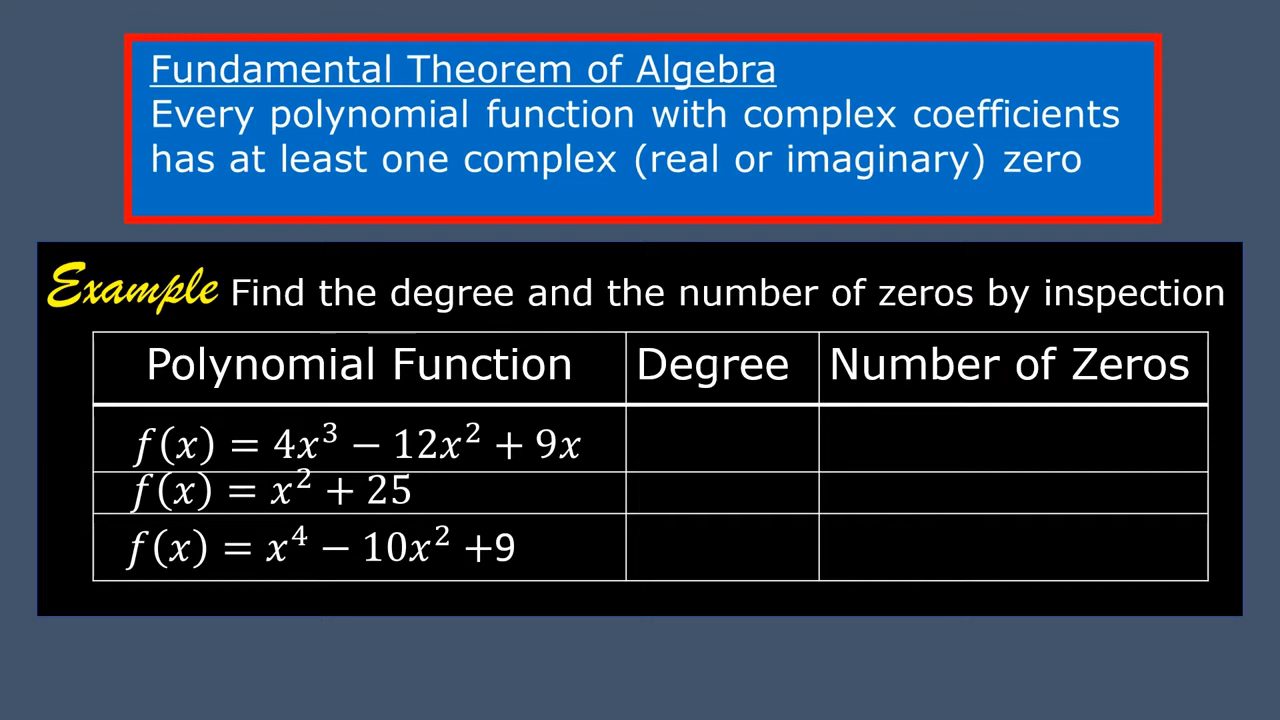 Fundamental Theorem of Algebra
Every polynomial function with complex coefficients
has at least one complex (real or imaginary) zero
Example Find the degree and the number of zeros by inspection
Polynomial Function Degree Number of Zeros
f(x) = 4x³ − 12x² + 9x
f(x) = x² + 25
f(x) = x⁴ − 10x² +9